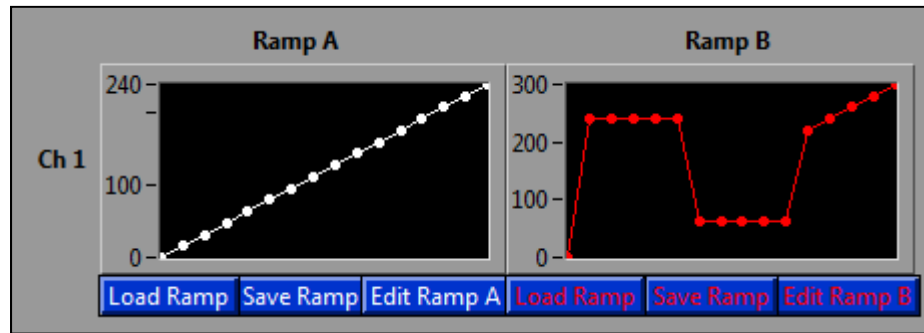 Ramp A
Ramp B
240
100
0
300
200
100
0
Ch 1
Load Ramp Save Ramp Edit Ramp A Load Ramp Save Ramp Edit Ramp B